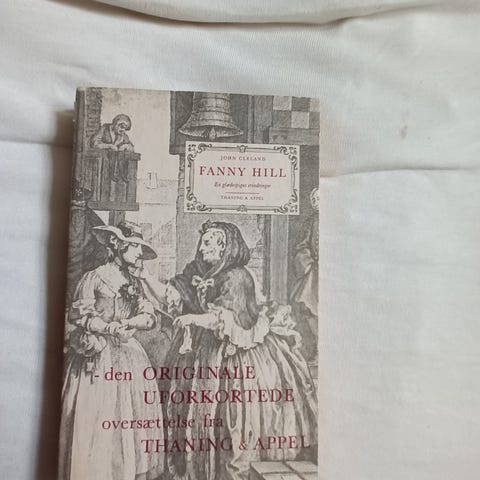 JOHN CLELAND
FANNY HILL
En glædespiges erindringer
THANING & APPEL
- den ORIGINALE
UFORKORTEDE
oversættelse fra
THANING & APPEL